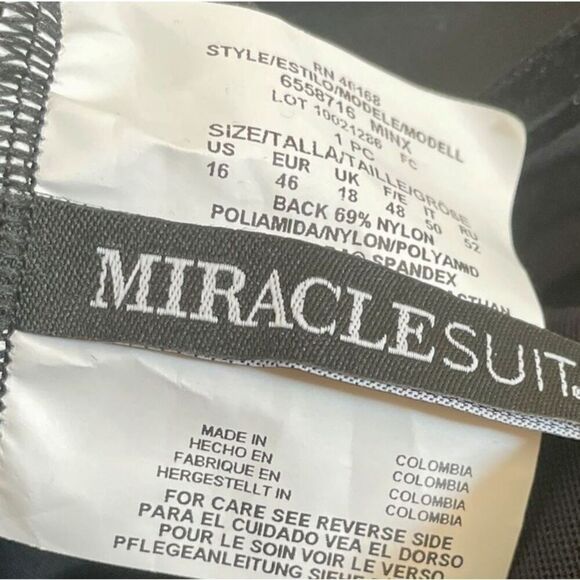 RN 46168
STYLE/ESTILO/MODELE/MODELL
6558716 MINX
LOT 10021286 FC
1 PC
SIZE/TALLA/TAILLE/GRÖSE
US EUR UK F/E IT RU
16 46 18 48 50 52
BACK 69% NYLON
POLIAMIDA/NYLON/POLYAMID
SPANDEX
MIRACLESUIT
MADE IN COLOMBIA
HECHO EN COLOMBIA
FABRIQUE EN COLOMBIA
HERGESTELLT IN COLOMBIA
FOR CARE SEE REVERSE SIDE
PARA EL CUIDADO VEA EL DORSO
POUR LE SOIN VOIR LE VERSO
PFLEGEANLEITUNG SIEHE